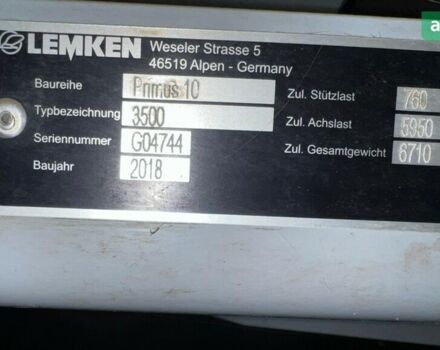 LEMKEN
Weseler Strasse 5
46519 Alpen - Germany
Baureihe Primus 10
Typbezeichnung 3500
Seriennummer G04744
Baujahr 2018
Zul. Stützlast 760
Zul. Achslast 5950
Zul. Gesamtgewicht 6710